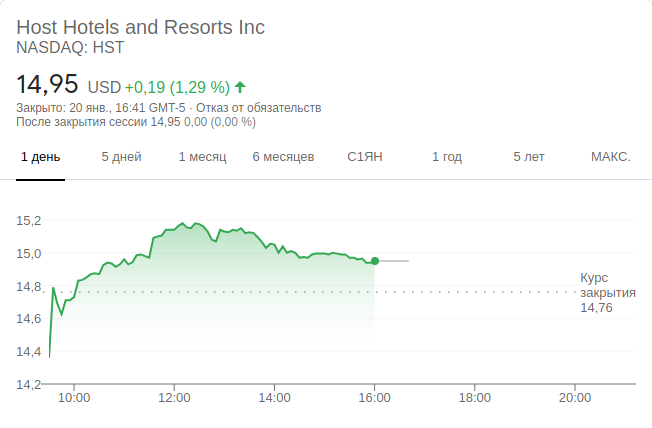 Host Hotels and Resorts Inc
NASDAQ: HST
14,95 USD +0,19 (1,29 %)
Закрыто: 20 янв., 16:41 GMT-5 · Отказ от обязательств
После закрытия сессии 14,95 0,00 (0,00 %)
1 день 5 дней 1 месяц 6 месяцев С1ЯН 1 год 5 лет МАКС.
15,2
15,0
14,8
14,6
14,4
14,2
Курс
закрытия
14,76
10:00 12:00 14:00 16:00 18:00 20:00